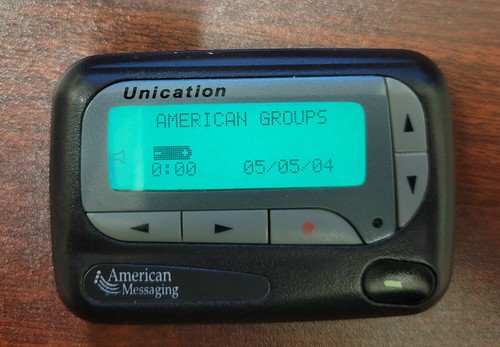 Unication
AMERICAN GROUPS
0:00 05/05/04
American
Messaging